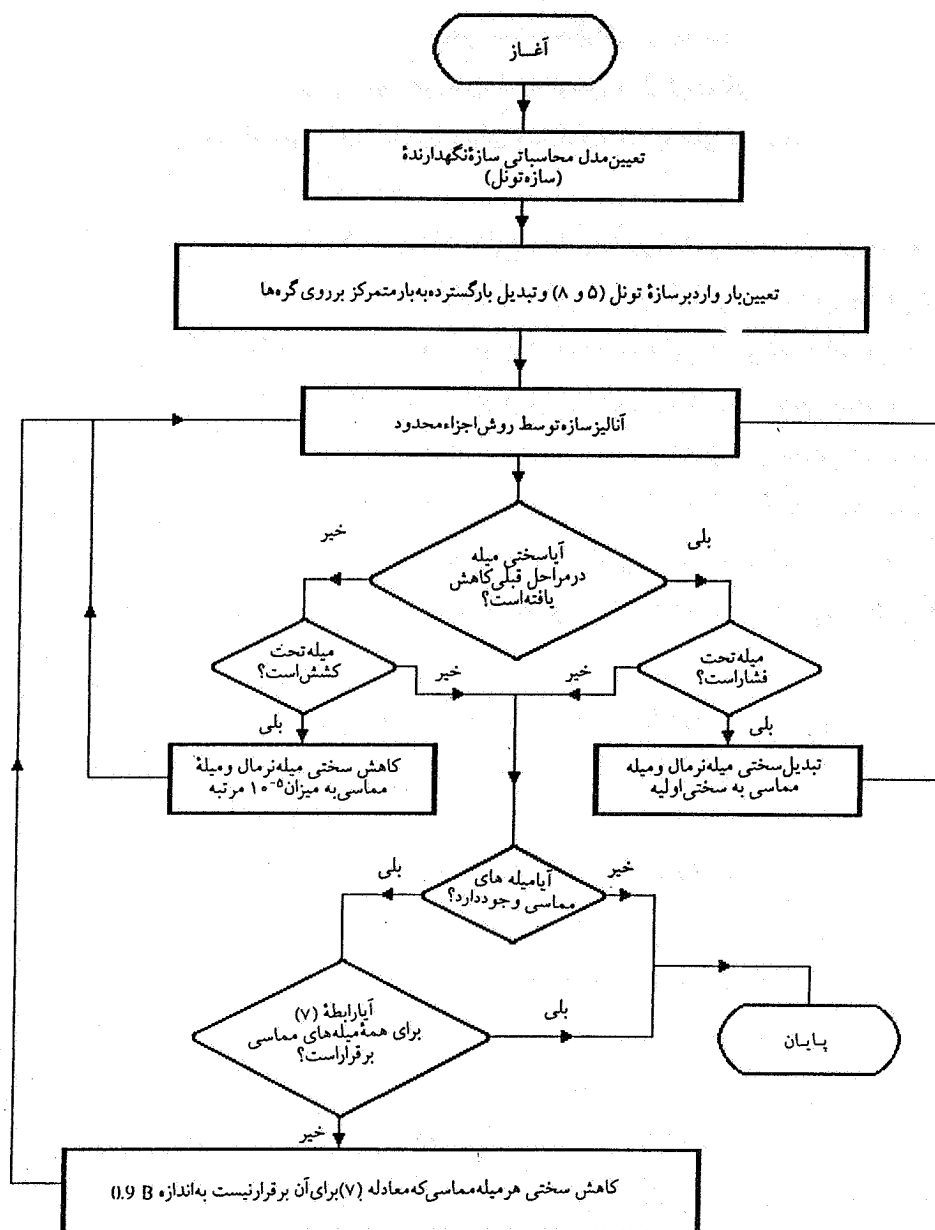 آغاز
تعیین مدل محاسباتی سازهٔ نگهدارندهٔ
(سازه تونل)
تعیین بار وارد بر سازهٔ تونل (۵ و ۸) و تبدیل بار گسترده به بار متمرکز بر روی گره‌ها
آنالیز سازه توسط روش اجزاء محدود
خیر
بلی
آیا سختی میله
در مراحل قبلی کاهش
یافته است؟
میله تحت
کشش است؟
خیر
خیر
میله تحت
فشار است؟
بلی
بلی
کاهش سختی میله نرمال و میلهٔ
مماسی به میزان ۱۰⁻⁵ مرتبه
تبدیل سختی میله نرمال و میله
مماسی به سختی اولیه
بلی
خیر
آیا میله های
مماسی وجود دارد؟
آیا رابطهٔ (۷)
برای همهٔ میله‌های مماسی
برقرار است؟
بلی
پایان
خیر
کاهش سختی هر میله مماسی که معادله (۷) برای آن برقرار نیست به اندازه 0.9 B